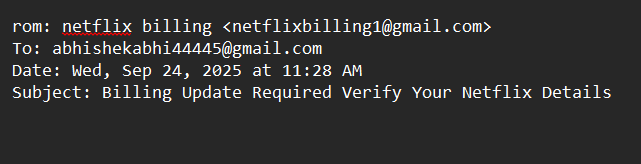 rom: netflix billing <netflixbilling1@gmail.com>
To: abhishekabhi44445@gmail.com
Date: Wed, Sep 24, 2025 at 11:28 AM
Subject: Billing Update Required Verify Your Netflix Details